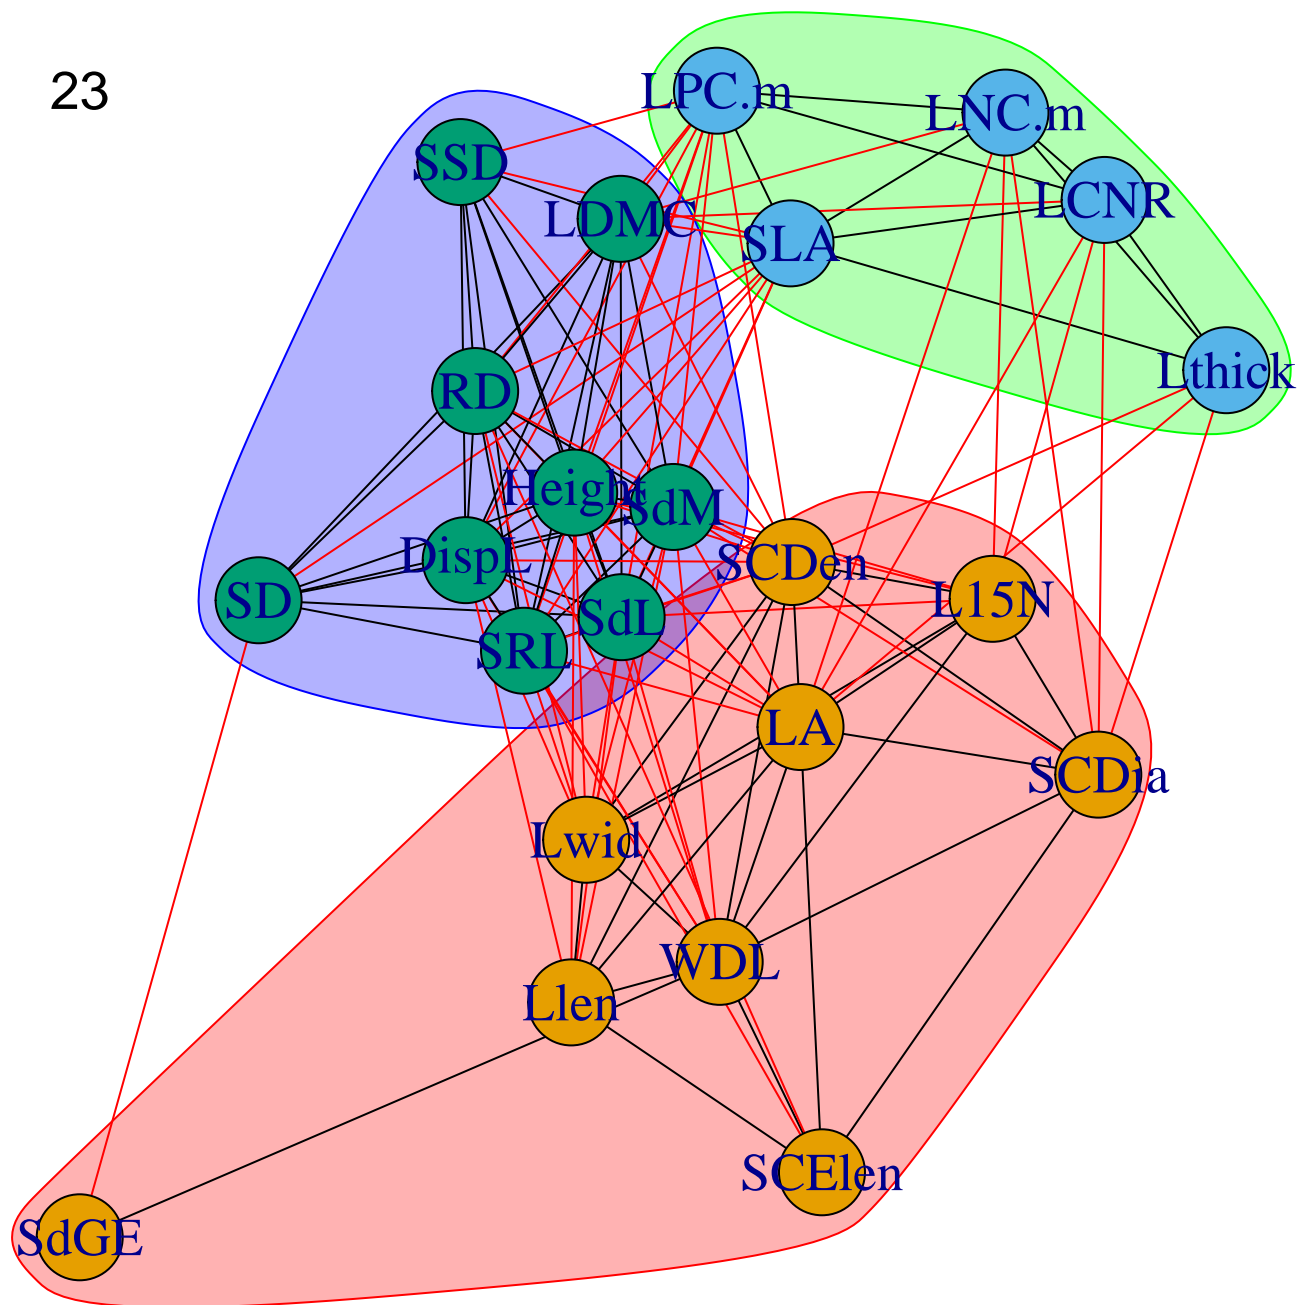 23
LPC.m
LNC.m
SSD
LCNR
LDMC
SLA
Lthick
RD
Height
SdM
DispL
SCDen
SD
L15N
SdL
SRL
LA
SCDia
Lwid
WDL
Llen
SCElen
SdGE